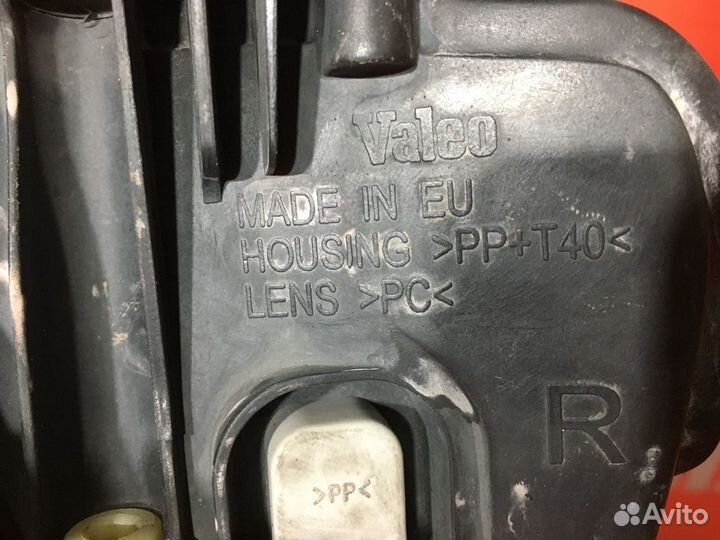 Valeo
MADE IN EU
HOUSING >PP+T40<
LENS >PC<
R
>PP<
Avito